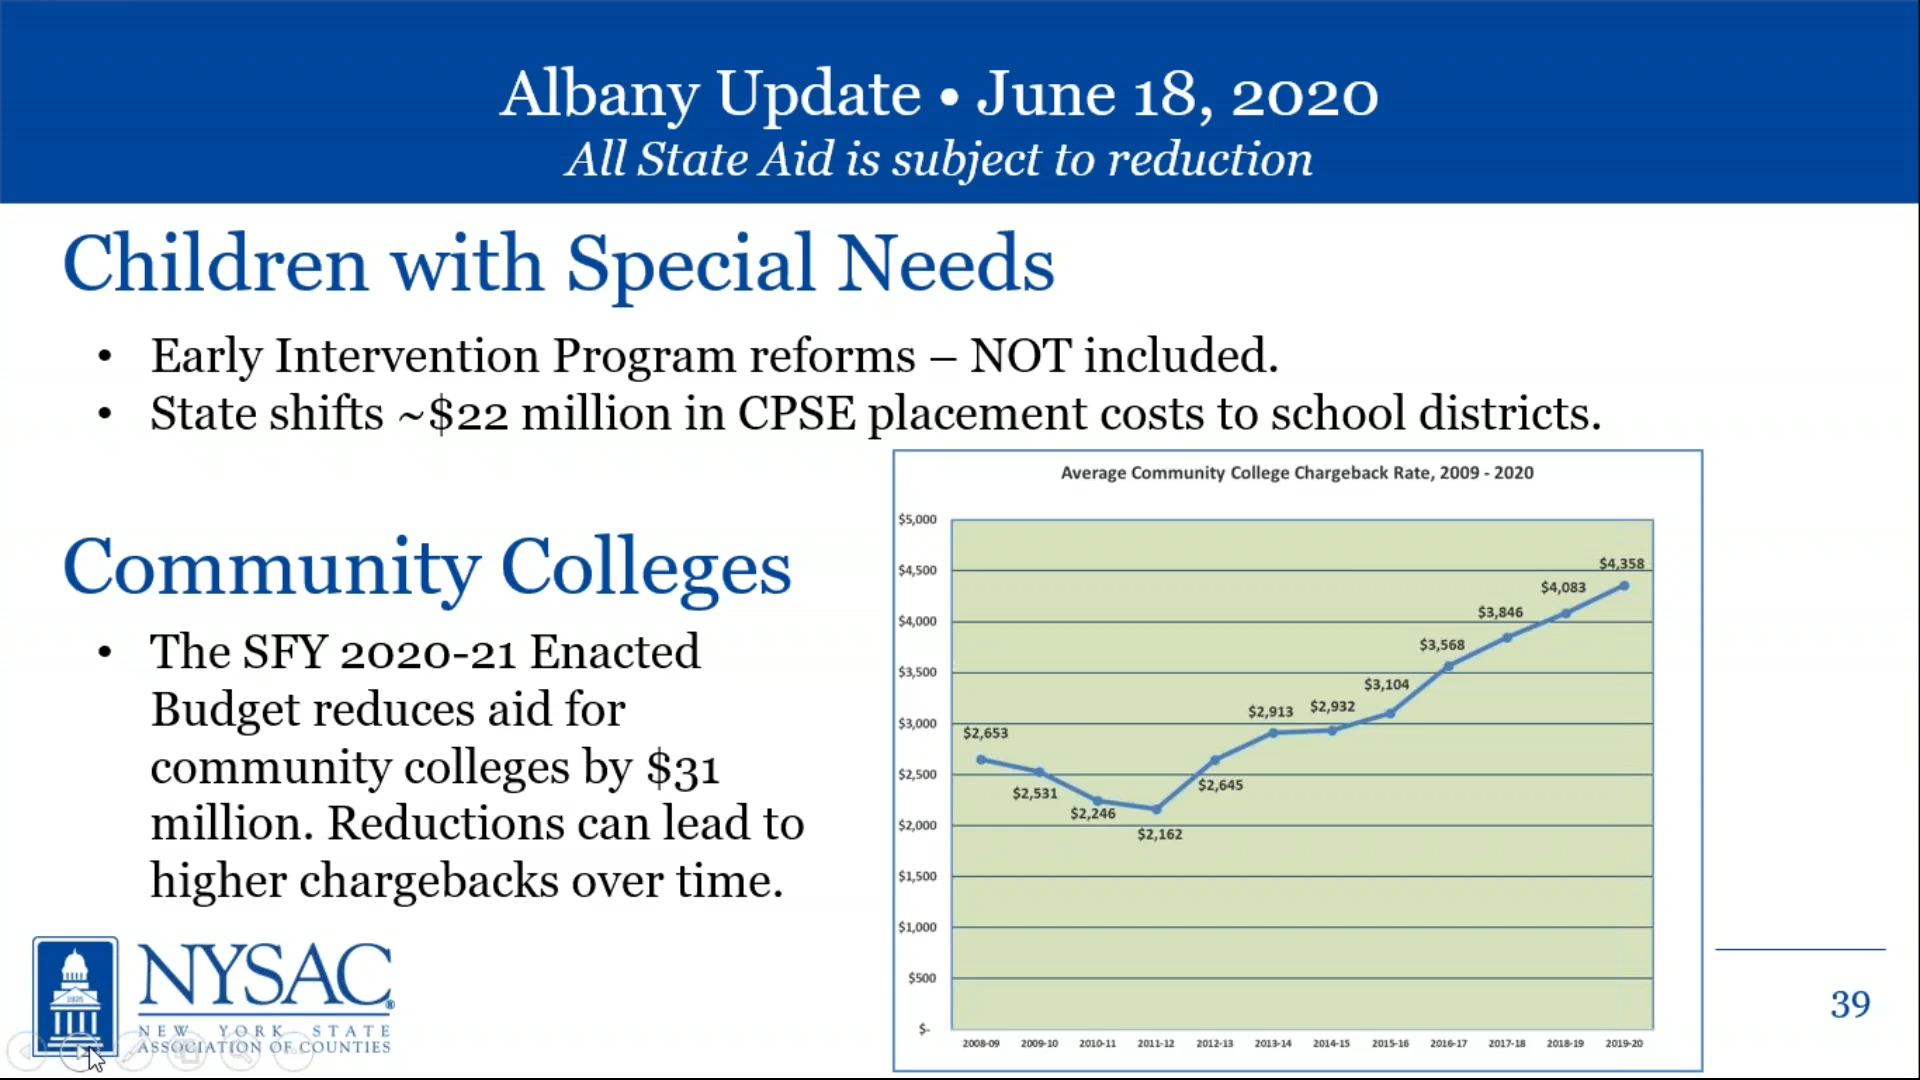 Albany Update • June 18, 2020
All State Aid is subject to reduction
Children with Special Needs
• Early Intervention Program reforms – NOT included.
• State shifts ~$22 million in CPSE placement costs to school districts.
Community Colleges
• The SFY 2020-21 Enacted
Budget reduces aid for
community colleges by $31
million. Reductions can lead to
higher chargebacks over time.
Average Community College Chargeback Rate, 2009 - 2020
$5,000
$4,500
$4,000
$3,500
$3,000
$2,500
$2,000
$1,500
$1,000
$500
$-
$2,653
$2,531
$2,246
$2,162
$2,645
$2,913
$2,932
$3,104
$3,568
$3,846
$4,083
$4,358
2008-09 2009-10 2010-11 2011-12 2012-13 2013-14 2014-15 2015-16 2016-17 2017-18 2018-19 2019-20
1925
NYSAC®
NEW YORK STATE
ASSOCIATION OF COUNTIES
39